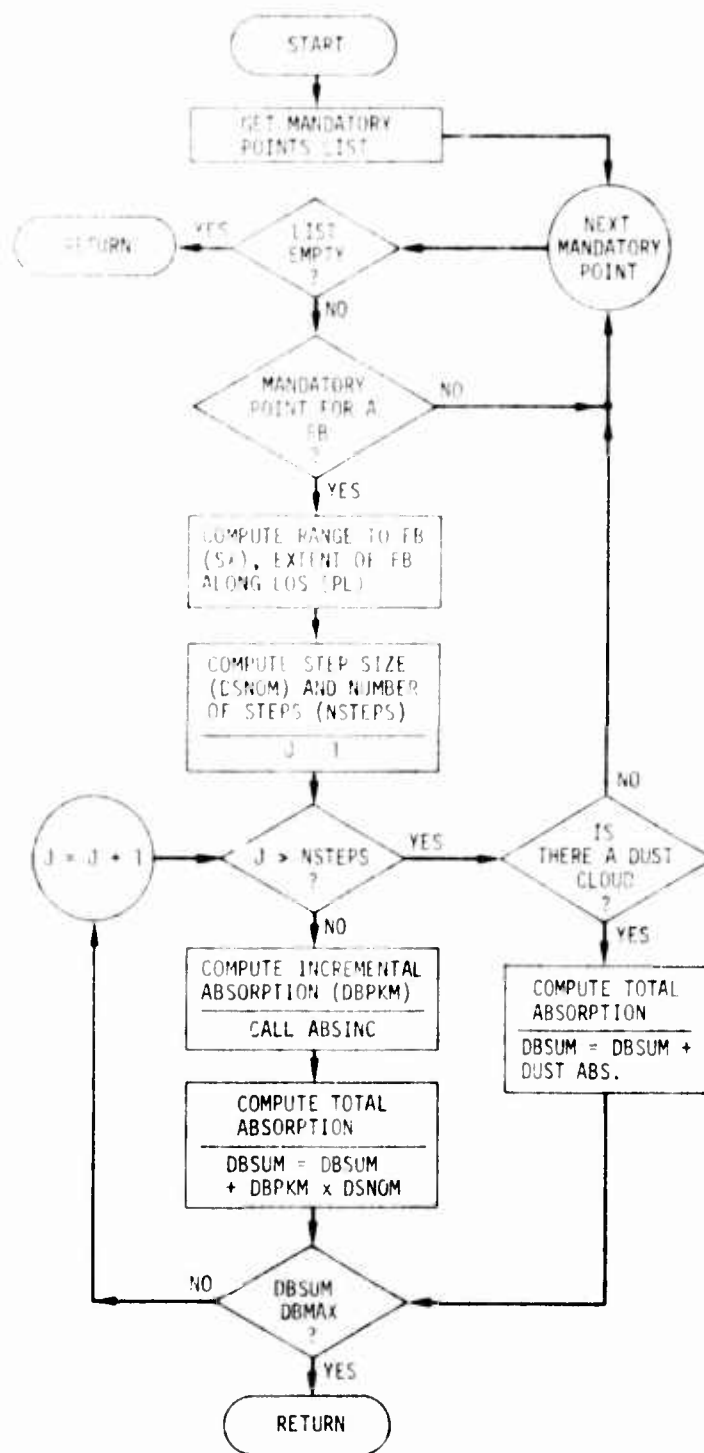 START
GET MANDATORY
POINTS LIST
NEXT
MANDATORY
POINT
LIST
EMPTY
?
YES
RETURN
NO
MANDATORY
POINT FOR A
FB
?
NO
YES
COMPUTE RANGE TO FB
EXTENT OF FB
ALONG LOS (PL)
COMPUTE STEP SIZE
(DSNOM) AND NUMBER
OF STEPS (NSTEPS)
J 1
J = J + 1
J > NSTEPS
?
YES
NO
IS
THERE A DUST
CLOUD
?
NO
YES
COMPUTE INCREMENTAL
ABSORPTION (DBPKM)
CALL ABSINC
COMPUTE TOTAL
ABSORPTION
DBSUM = DBSUM +
DUST ABS.
COMPUTE TOTAL
ABSORPTION
DBSUM = DBSUM
+ DBPKM x DSNOM
DBSUM
DBMAX
?
NO
YES
RETURN